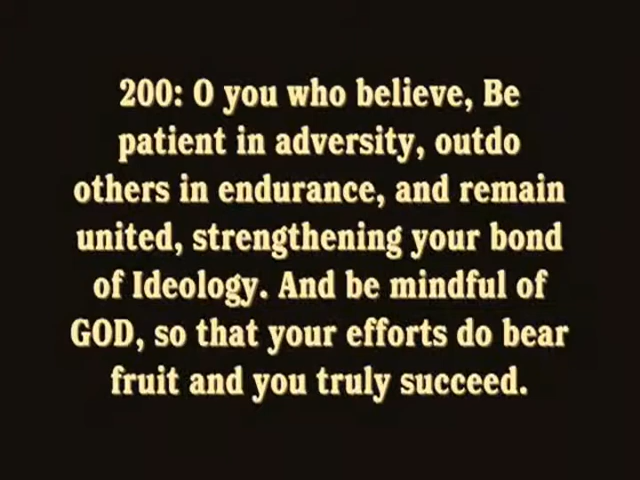 200: O you who believe, Be
patient in adversity, outdo
others in endurance, and remain
united, strengthening your bond
of Ideology. And be mindful of
GOD, so that your efforts do bear
fruit and you truly succeed.